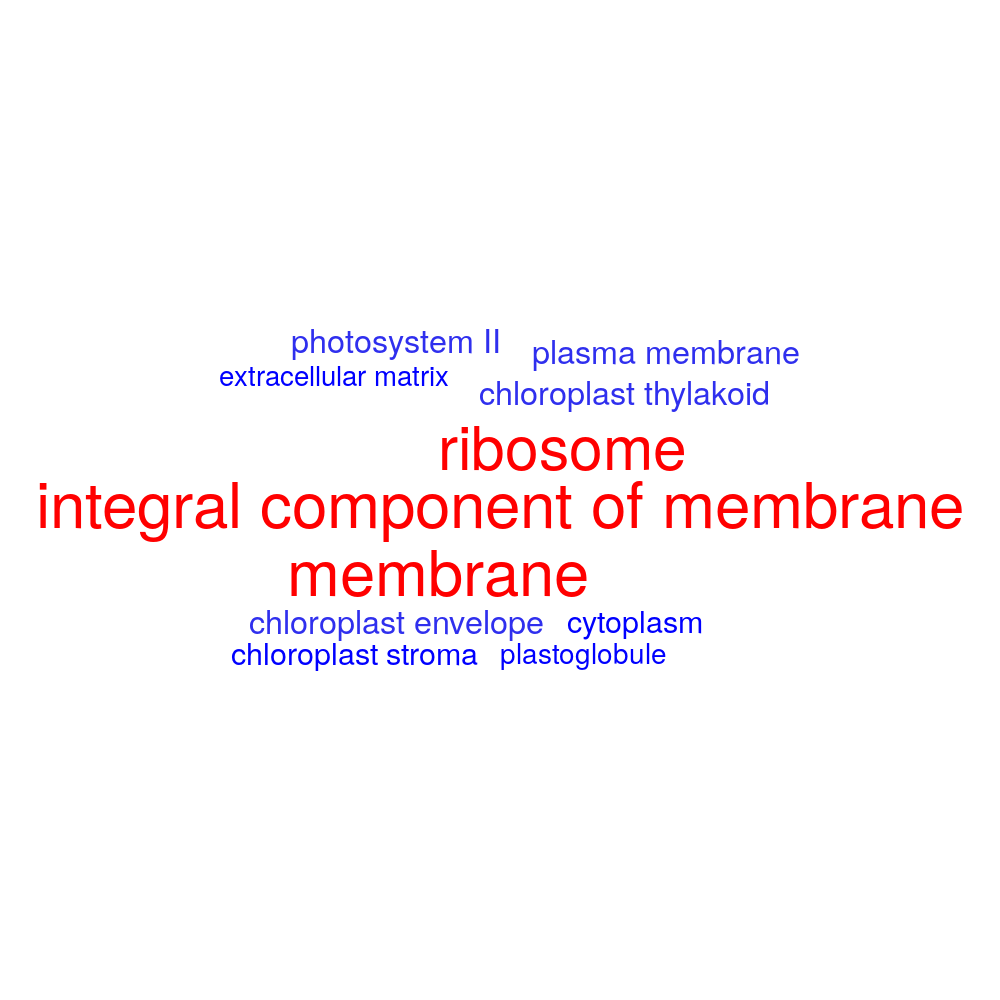 photosystem II
plasma membrane
extracellular matrix
chloroplast thylakoid
ribosome
integral component of membrane
membrane
chloroplast envelope
cytoplasm
chloroplast stroma
plastoglobule